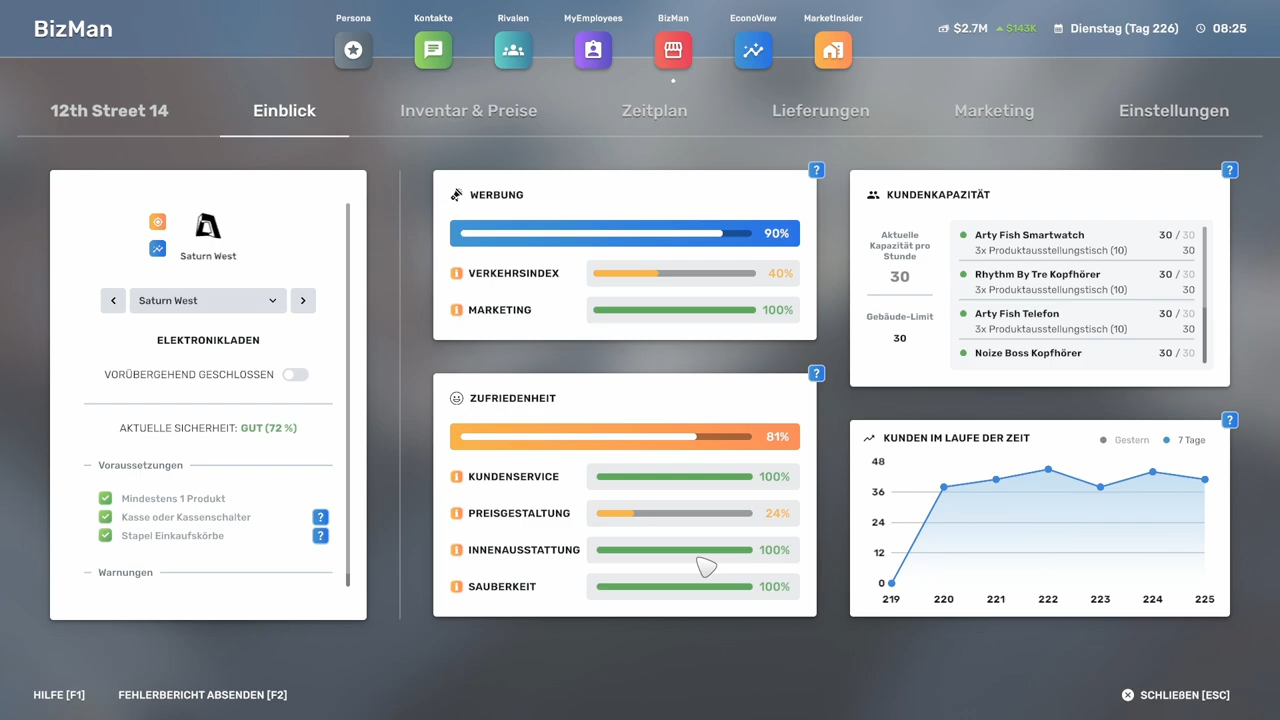 BizMan
Persona
Kontakte
Rivalen
MyEmployees
BizMan
EconoView
MarketInsider
$2.7M
$143K
Dienstag (Tag 226)
08:25
12th Street 14
Einblick
Inventar & Preise
Zeitplan
Lieferungen
Marketing
Einstellungen
Saturn West
Saturn West
ELEKTRONIKLADEN
VORÜBERGEHEND GESCHLOSSEN
AKTUELLE SICHERHEIT: GUT (72 %)
Voraussetzungen
Mindestens 1 Produkt
Kasse oder Kassenschalter
?
Stapel Einkaufskörbe
?
Warnungen
?
WERBUNG
90%
VERKEHRSINDEX
40%
MARKETING
100%
?
ZUFRIEDENHEIT
81%
KUNDENSERVICE
100%
PREISGESTALTUNG
24%
INNENAUSSTATTUNG
100%
SAUBERKEIT
100%
?
KUNDENKAPAZITÄT
Aktuelle
Kapazität pro
Stunde
30
Gebäude-Limit
30
Arty Fish Smartwatch
30 / 30
3x Produktausstellungstisch (10)
30
Rhythm By Tre Kopfhörer
30 / 30
3x Produktausstellungstisch (10)
30
Arty Fish Telefon
30 / 30
3x Produktausstellungstisch (10)
30
Noize Boss Kopfhörer
30 / 30
?
KUNDEN IM LAUFE DER ZEIT
Gestern
7 Tage
48
36
24
12
0
219
220
221
222
223
224
225
HILFE [F1]
FEHLERBERICHT ABSENDEN [F2]
SCHLIEßEN [ESC]